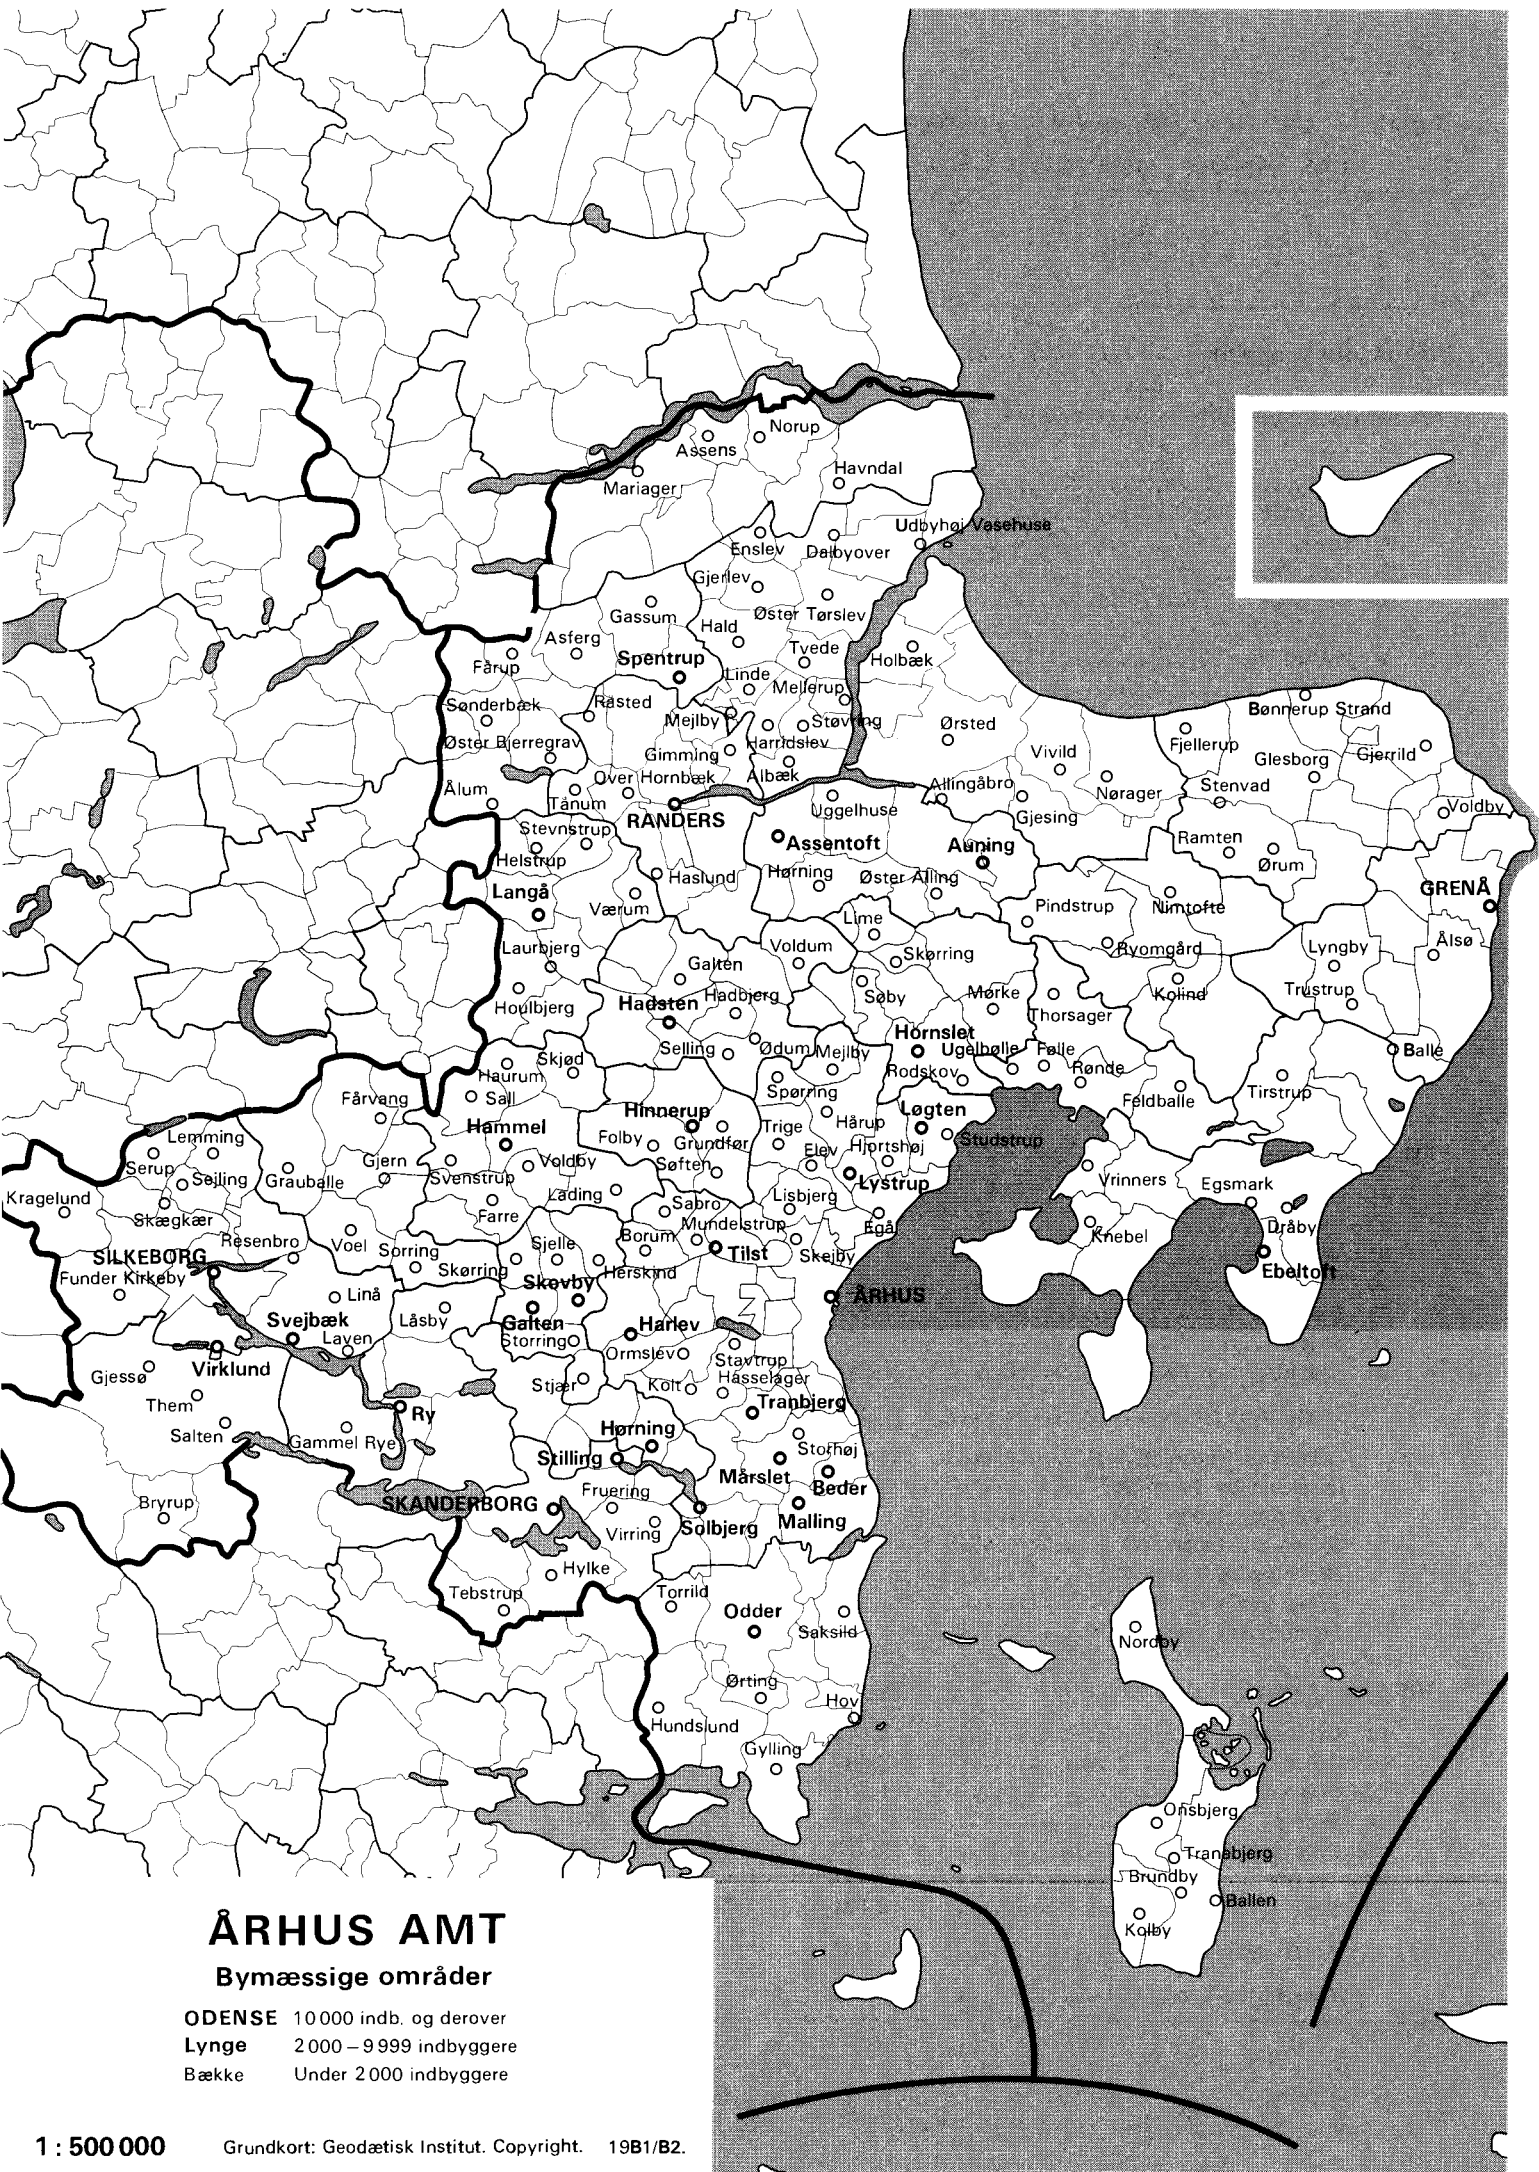 Norup
Assens
Havndal
Mariager
Udbyhøj Vasehuse
Enslev
Dalbyover
Gjerlev
Gassum
Øster Tørslev
Hald
Asferg
Tvede
Spentrup
Holbæk
Fårup
Linde
Mellerup
Råsted
Sønderbæk
Bønnerup Strand
Mejlby
Støvring
Ørsted
Øster Bjerregrav
Harridslev
Fjellerup
Vivild
Gimming
Gjerrild
Glesborg
Over Hornbæk
Albæk
Allingåbro
Stenvad
Ålum
Nørager
Tånum
Voldby
Uggelhuse
Gjesing
RANDERS
Stevnstrup
Ramten
Assentoft
Auning
Helstrup
Ørum
Hørning
Haslund
Øster Alling
GRENÅ
Langå
Værum
Pindstrup
Nimtofte
Lime
Ålsø
Laurbjerg
Voldum
Ryomgård
Lyngby
Skørring
Galten
Trustrup
Hadbjerg
Søby
Mørke
Kolind
Hadsten
Houlbjerg
Thorsager
Hornslet
Selling
Ødum
Mejlby
Ugelbølle
Følle
Balle
Skjød
Rodskov
Rønde
Haurum
Spørring
Tirstrup
Fårvang
Sall
Feldballe
Hinnerup
Løgten
Hammel
Hårup
Lemming
Folby
Grundfør
Trige
Hjortshøj
Studstrup
Elev
Serup
Gjern
Voldby
Søften
Sejling
Grauballe
Svenstrup
Vrinners
Egsmark
Lystrup
Kragelund
Lading
Lisbjerg
Sabro
Skægkær
Farre
Mundelstrup
Egå
Dråby
Resenbro
Voel
Borum
Knebel
Sorring
Sjelle
SILKEBORG
Tilst
Skejby
Skørring
Herskind
Ebeltoft
Funder Kirkeby
Skovby
Linå
ÅRHUS
Svejbæk
Låsby
Galten
Harlev
Laven
Storring
Ormslev
Virklund
Stavtrup
Gjessø
Hasselager
Stjær
Kolt
Them
Tranbjerg
Ry
Salten
Hørning
Gammel Rye
Storhøj
Stilling
Mårslet
Beder
Fruering
Bryrup
SKANDERBORG
Malling
Solbjerg
Virring
Hylke
Tebstrup
Torrild
Odder
Saksild
Nordby
Ørting
Hov
Hundslund
Gylling
Onsbjerg
Tranebjerg
Brundby
Ballen
Kolby
ÅRHUS AMT
Bymæssige områder
ODENSE 10 000 indb. og derover
Lynge 2 000 – 9 999 indbyggere
Bække Under 2 000 indbyggere
1 : 500 000 Grundkort: Geodætisk Institut. Copyright. 19B1/B2.